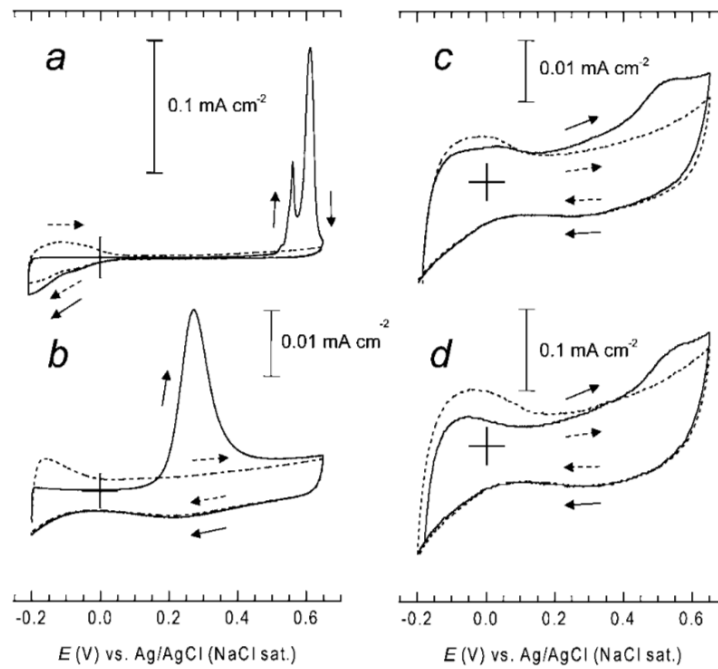 a
0.1 mA cm-2
c
0.01 mA cm-2
b
0.01 mA cm-2
d
0.1 mA cm-2
-0.2 0.0 0.2 0.4 0.6
E (V) vs. Ag/AgCl (NaCl sat.)
-0.2 0.0 0.2 0.4 0.6
E (V) vs. Ag/AgCl (NaCl sat.)